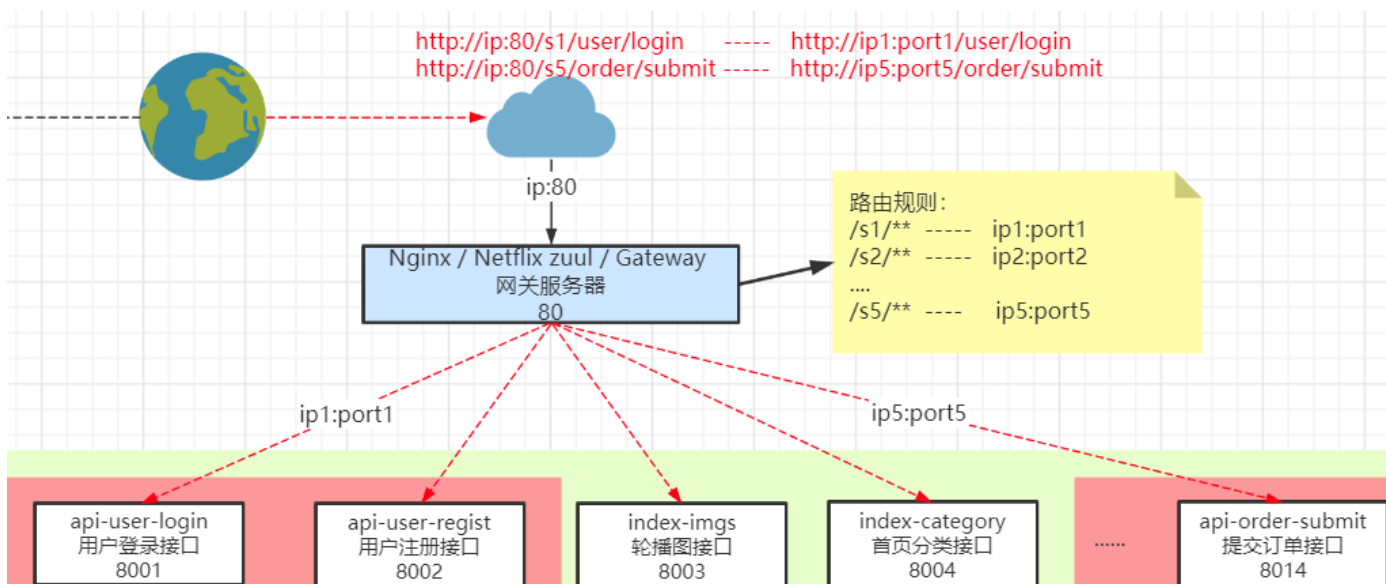 http://ip:80/s1/user/login ----- http://ip1:port1/user/login
http://ip:80/s5/order/submit ----- http://ip5:port5/order/submit
ip:80
Nginx / Netflix zuul / Gateway
网关服务器
80
路由规则：
/s1/** ----- ip1:port1
/s2/** ----- ip2:port2
....
/s5/** ---- ip5:port5
ip1:port1
ip5:port5
api-user-login
用户登录接口
8001
api-user-regist
用户注册接口
8002
index-imgs
轮播图接口
8003
index-category
首页分类接口
8004
......
api-order-submit
提交订单接口
8014